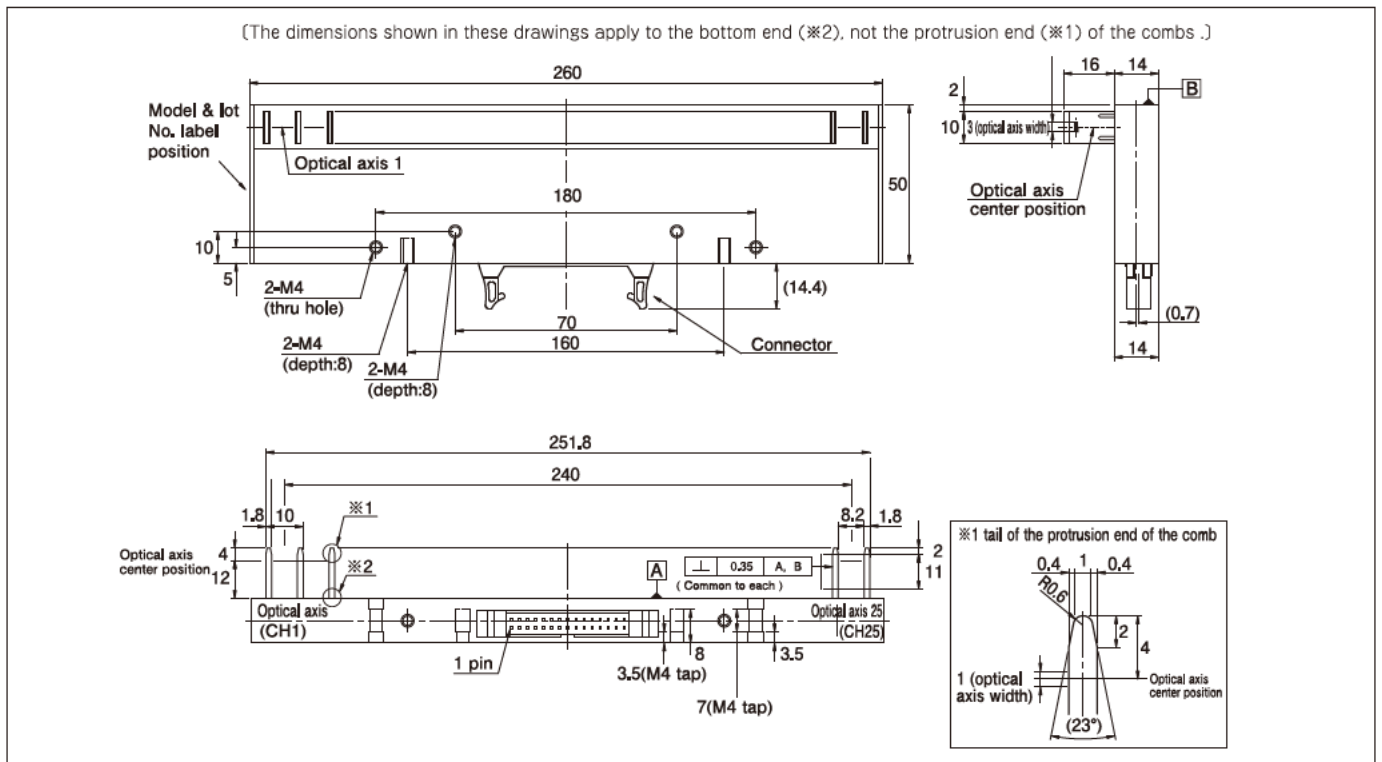 [The dimensions shown in these drawings apply to the bottom end (※2), not the protrusion end (※1) of the combs .]
260
Model & lot
No. label
position
Optical axis 1
180
50
10
5
2-M4
(thru hole)
2-M4
(depth:8)
2-M4
(depth:8)
70
160
(14.4)
Connector
16
14
B
2
10
3 (optical axis width)
Optical axis
center position
(0.7)
14
251.8
240
1.8
10
※1
8.2
1.8
Optical axis
center position
4
12
※2
A
⊥ 0.35 A, B
( Common to each )
2
11
Optical axis
(CH1)
Optical axis 25
(CH25)
1 pin
8
3.5
3.5(M4 tap)
7(M4 tap)
※1 tail of the protrusion end of the comb
0.4
1
0.4
R0.6
2
4
1 (optical
axis width)
Optical axis
center position
(23°)